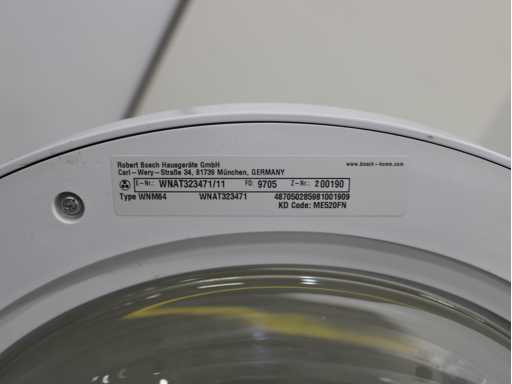 Robert Bosch Hausgeräte GmbH www.bosch-home.com
Carl-Wery-Straße 34, 81739 München, GERMANY
E-Nr.: WNAT323471/11 FD 9705 Z-Nr.: 200190
Type WNM64 WNAT323471 487050285981001909
KD Code: ME520FN